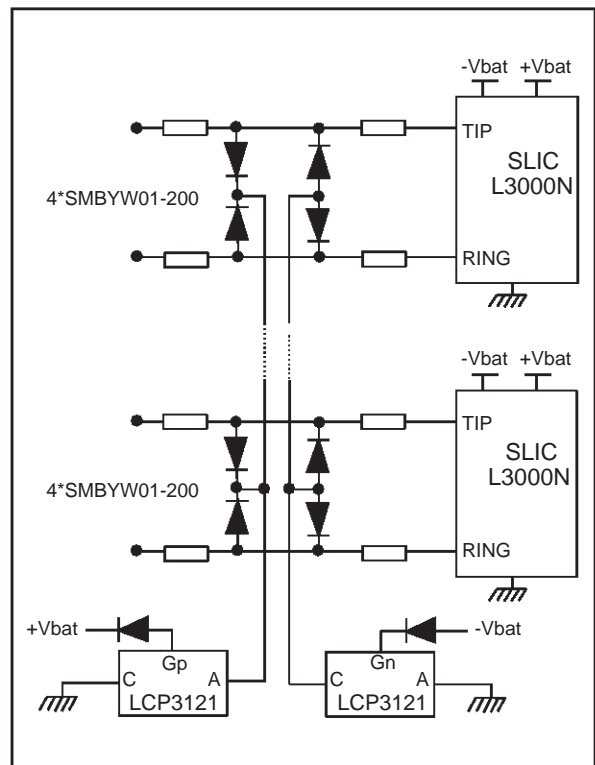 -Vbat +Vbat
TIP
SLIC
L3000N
4*SMBYW01-200
RING
-Vbat +Vbat
TIP
SLIC
L3000N
4*SMBYW01-200
RING
+Vbat
-Vbat
Gp
Gn
C A
LCP3121
C A
LCP3121